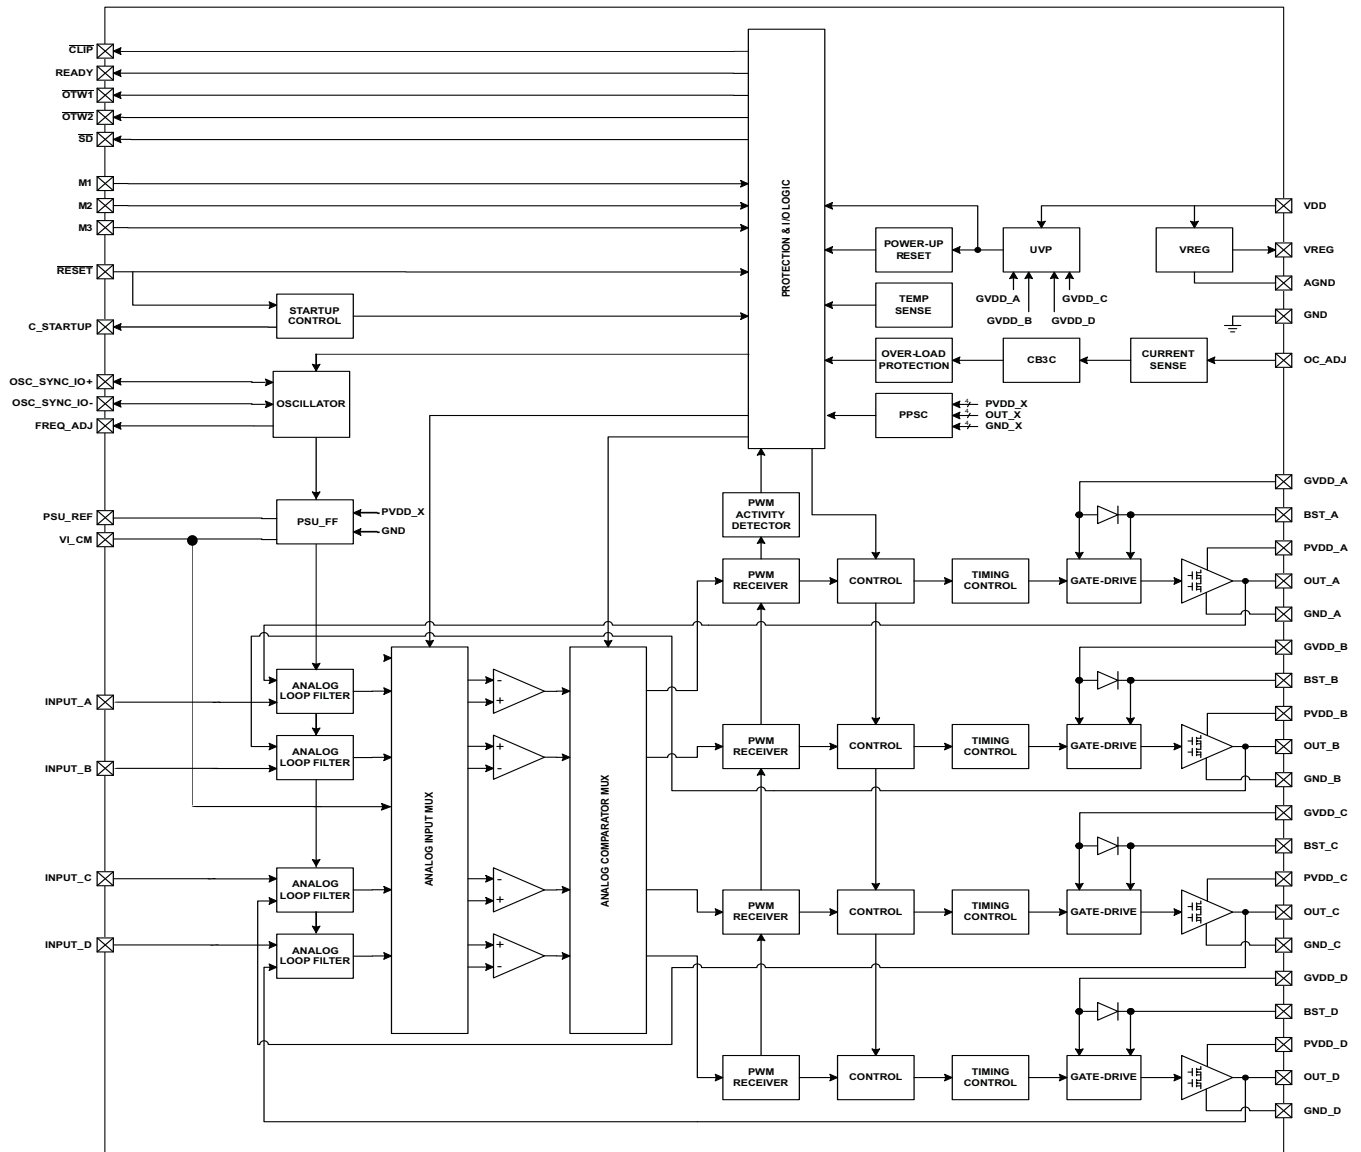 CLIP
READY
OTW1
OTW2
SD
M1
M2
M3
RESET
C_STARTUP
OSC_SYNC_IO+
OSC_SYNC_IO-
FREQ_ADJ
PSU_REF
VI_CM
INPUT_A
INPUT_B
INPUT_C
INPUT_D
STARTUP
CONTROL
OSCILLATOR
PSU_FF
PVDD_X
GND
ANALOG
LOOP FILTER
ANALOG
LOOP FILTER
ANALOG
LOOP FILTER
ANALOG
LOOP FILTER
ANALOG INPUT MUX
-
+
+
-
-
+
+
-
ANALOG COMPARATOR MUX
PROTECTION & I/O LOGIC
POWER-UP
RESET
UVP
VREG
GVDD_A
GVDD_C
GVDD_B
GVDD_D
TEMP
SENSE
OVER-LOAD
PROTECTION
CB3C
CURRENT
SENSE
PPSC
4
PVDD_X
4
OUT_X
4
GND_X
PWM
ACTIVITY
DETECTOR
PWM
RECEIVER
CONTROL
TIMING
CONTROL
GATE-DRIVE
PWM
RECEIVER
CONTROL
TIMING
CONTROL
GATE-DRIVE
PWM
RECEIVER
CONTROL
TIMING
CONTROL
GATE-DRIVE
PWM
RECEIVER
CONTROL
TIMING
CONTROL
GATE-DRIVE
VDD
VREG
AGND
GND
OC_ADJ
GVDD_A
BST_A
PVDD_A
OUT_A
GND_A
GVDD_B
BST_B
PVDD_B
OUT_B
GND_B
GVDD_C
BST_C
PVDD_C
OUT_C
GND_C
GVDD_D
BST_D
PVDD_D
OUT_D
GND_D